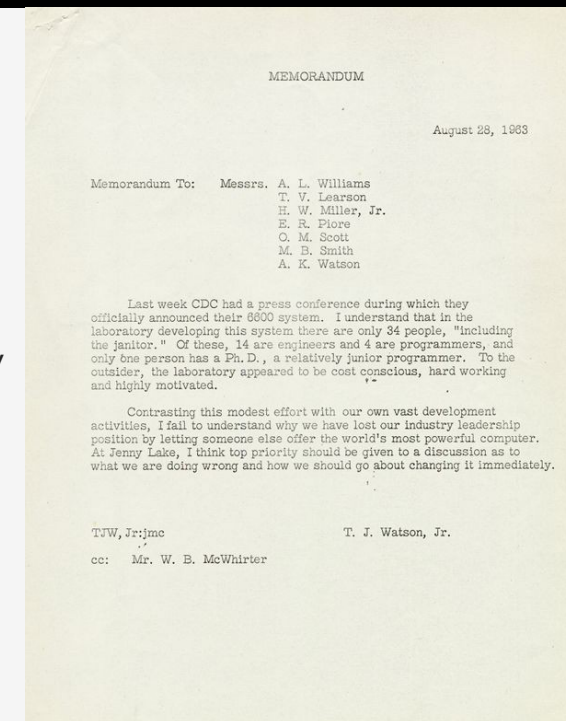 MEMORANDUM
August 28, 1963
Memorandum To: Messrs. A. L. Williams
T. V. Learson
H. W. Miller, Jr.
E. R. Piore
O. M. Scott
M. B. Smith
A. K. Watson
Last week CDC had a press conference during which they
officially announced their 6600 system. I understand that in the
laboratory developing this system there are only 34 people, "including
the janitor." Of these, 14 are engineers and 4 are programmers, and
only one person has a Ph. D., a relatively junior programmer. To the
outsider, the laboratory appeared to be cost conscious, hard working
and highly motivated.
Contrasting this modest effort with our own vast development
activities, I fail to understand why we have lost our industry leadership
position by letting someone else offer the world's most powerful computer.
At Jenny Lake, I think top priority should be given to a discussion as to
what we are doing wrong and how we should go about changing it immediately.
TJW, Jr:jmc T. J. Watson, Jr.
cc: Mr. W. B. McWhirter